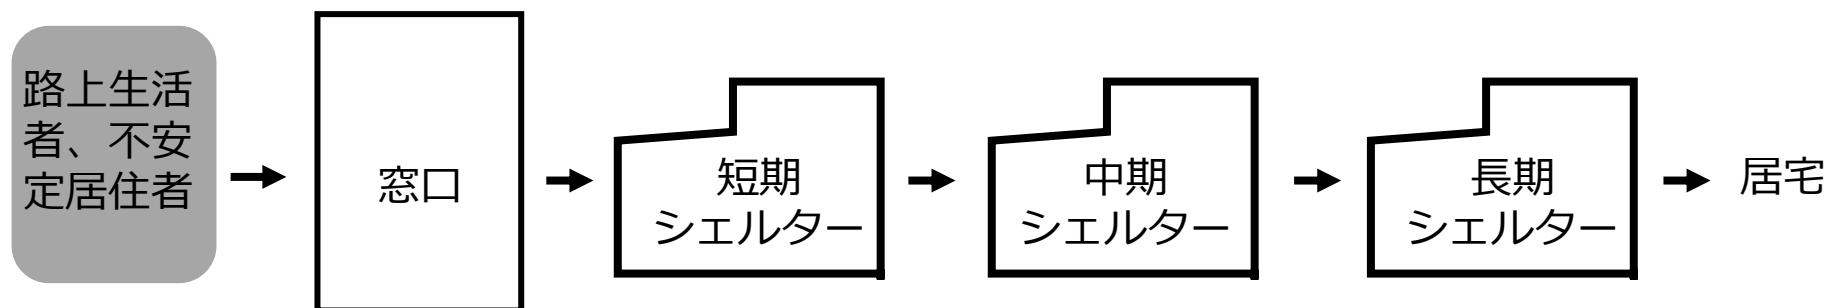 路上生活
者、不安
定居住者
窓口
短期
シェルター
中期
シェルター
長期
シェルター
居宅